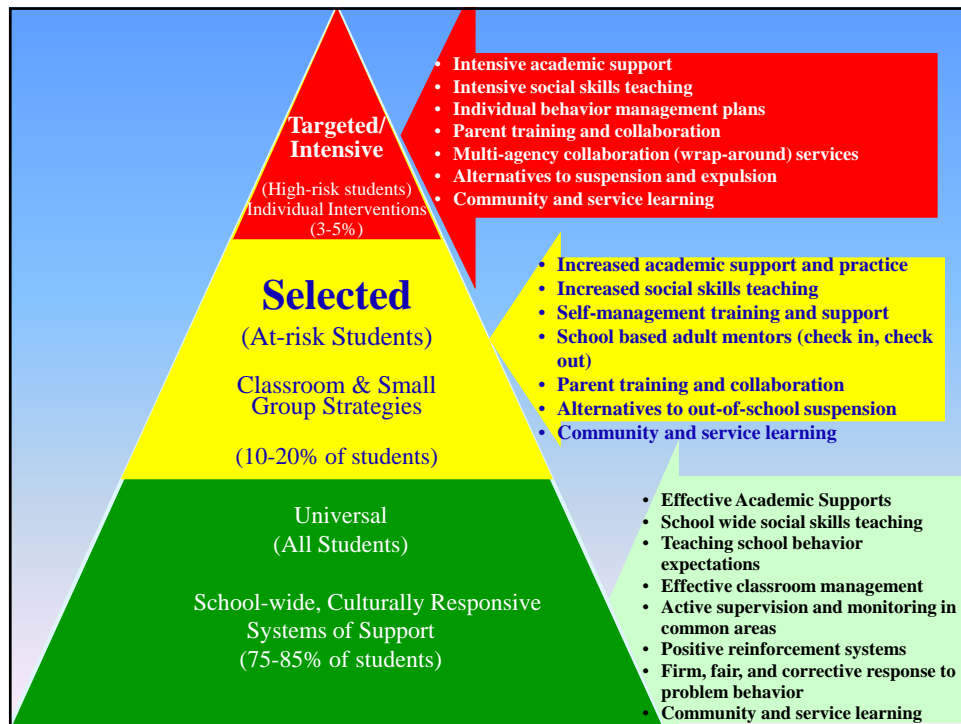 Targeted/
Intensive
(High-risk students)
Individual Interventions
(3-5%)
• Intensive academic support
• Intensive social skills teaching
• Individual behavior management plans
• Parent training and collaboration
• Multi-agency collaboration (wrap-around) services
• Alternatives to suspension and expulsion
• Community and service learning
Selected
(At-risk Students)
Classroom & Small
Group Strategies
(10-20% of students)
• Increased academic support and practice
• Increased social skills teaching
• Self-management training and support
• School based adult mentors (check in, check
out)
• Parent training and collaboration
• Alternatives to out-of-school suspension
• Community and service learning
Universal
(All Students)
School-wide, Culturally Responsive
Systems of Support
(75-85% of students)
• Effective Academic Supports
• School wide social skills teaching
• Teaching school behavior
expectations
• Effective classroom management
• Active supervision and monitoring in
common areas
• Positive reinforcement systems
• Firm, fair, and corrective response to
problem behavior
• Community and service learning